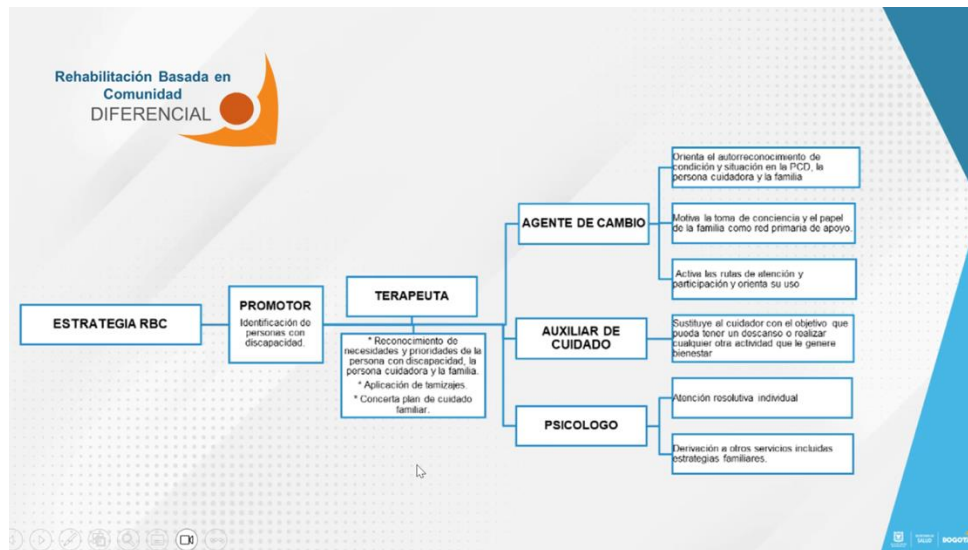 Rehabilitación Basada en
Comunidad
DIFERENCIAL
ESTRATEGIA RBC
PROMOTOR
Identificación de
personas con
discapacidad.
TERAPEUTA
* Reconocimiento de
necesidades y prioridades de la
persona con discapacidad, la
persona cuidadora y la familia.
* Aplicación de tamizajes.
* Concerta plan de cuidado
familiar.
AGENTE DE CAMBIO
Orienta el autorreconocimiento de
condición y situación en la PCD, la
persona cuidadora y la familia
Motiva la toma de conciencia y el papel
de la familia como red primaria de apoyo.
Activa las rutas de atención y
participación y orienta su uso
AUXILIAR DE
CUIDADO
Sustituye al cuidador con el objetivo que
pueda tener un descanso o realizar
cualquier otra actividad que le genere
bienestar
PSICOLOGO
Atención resolutiva individual
Derivación a otros servicios incluidas
estrategias familiares.
SALUD
BOGOTÁ